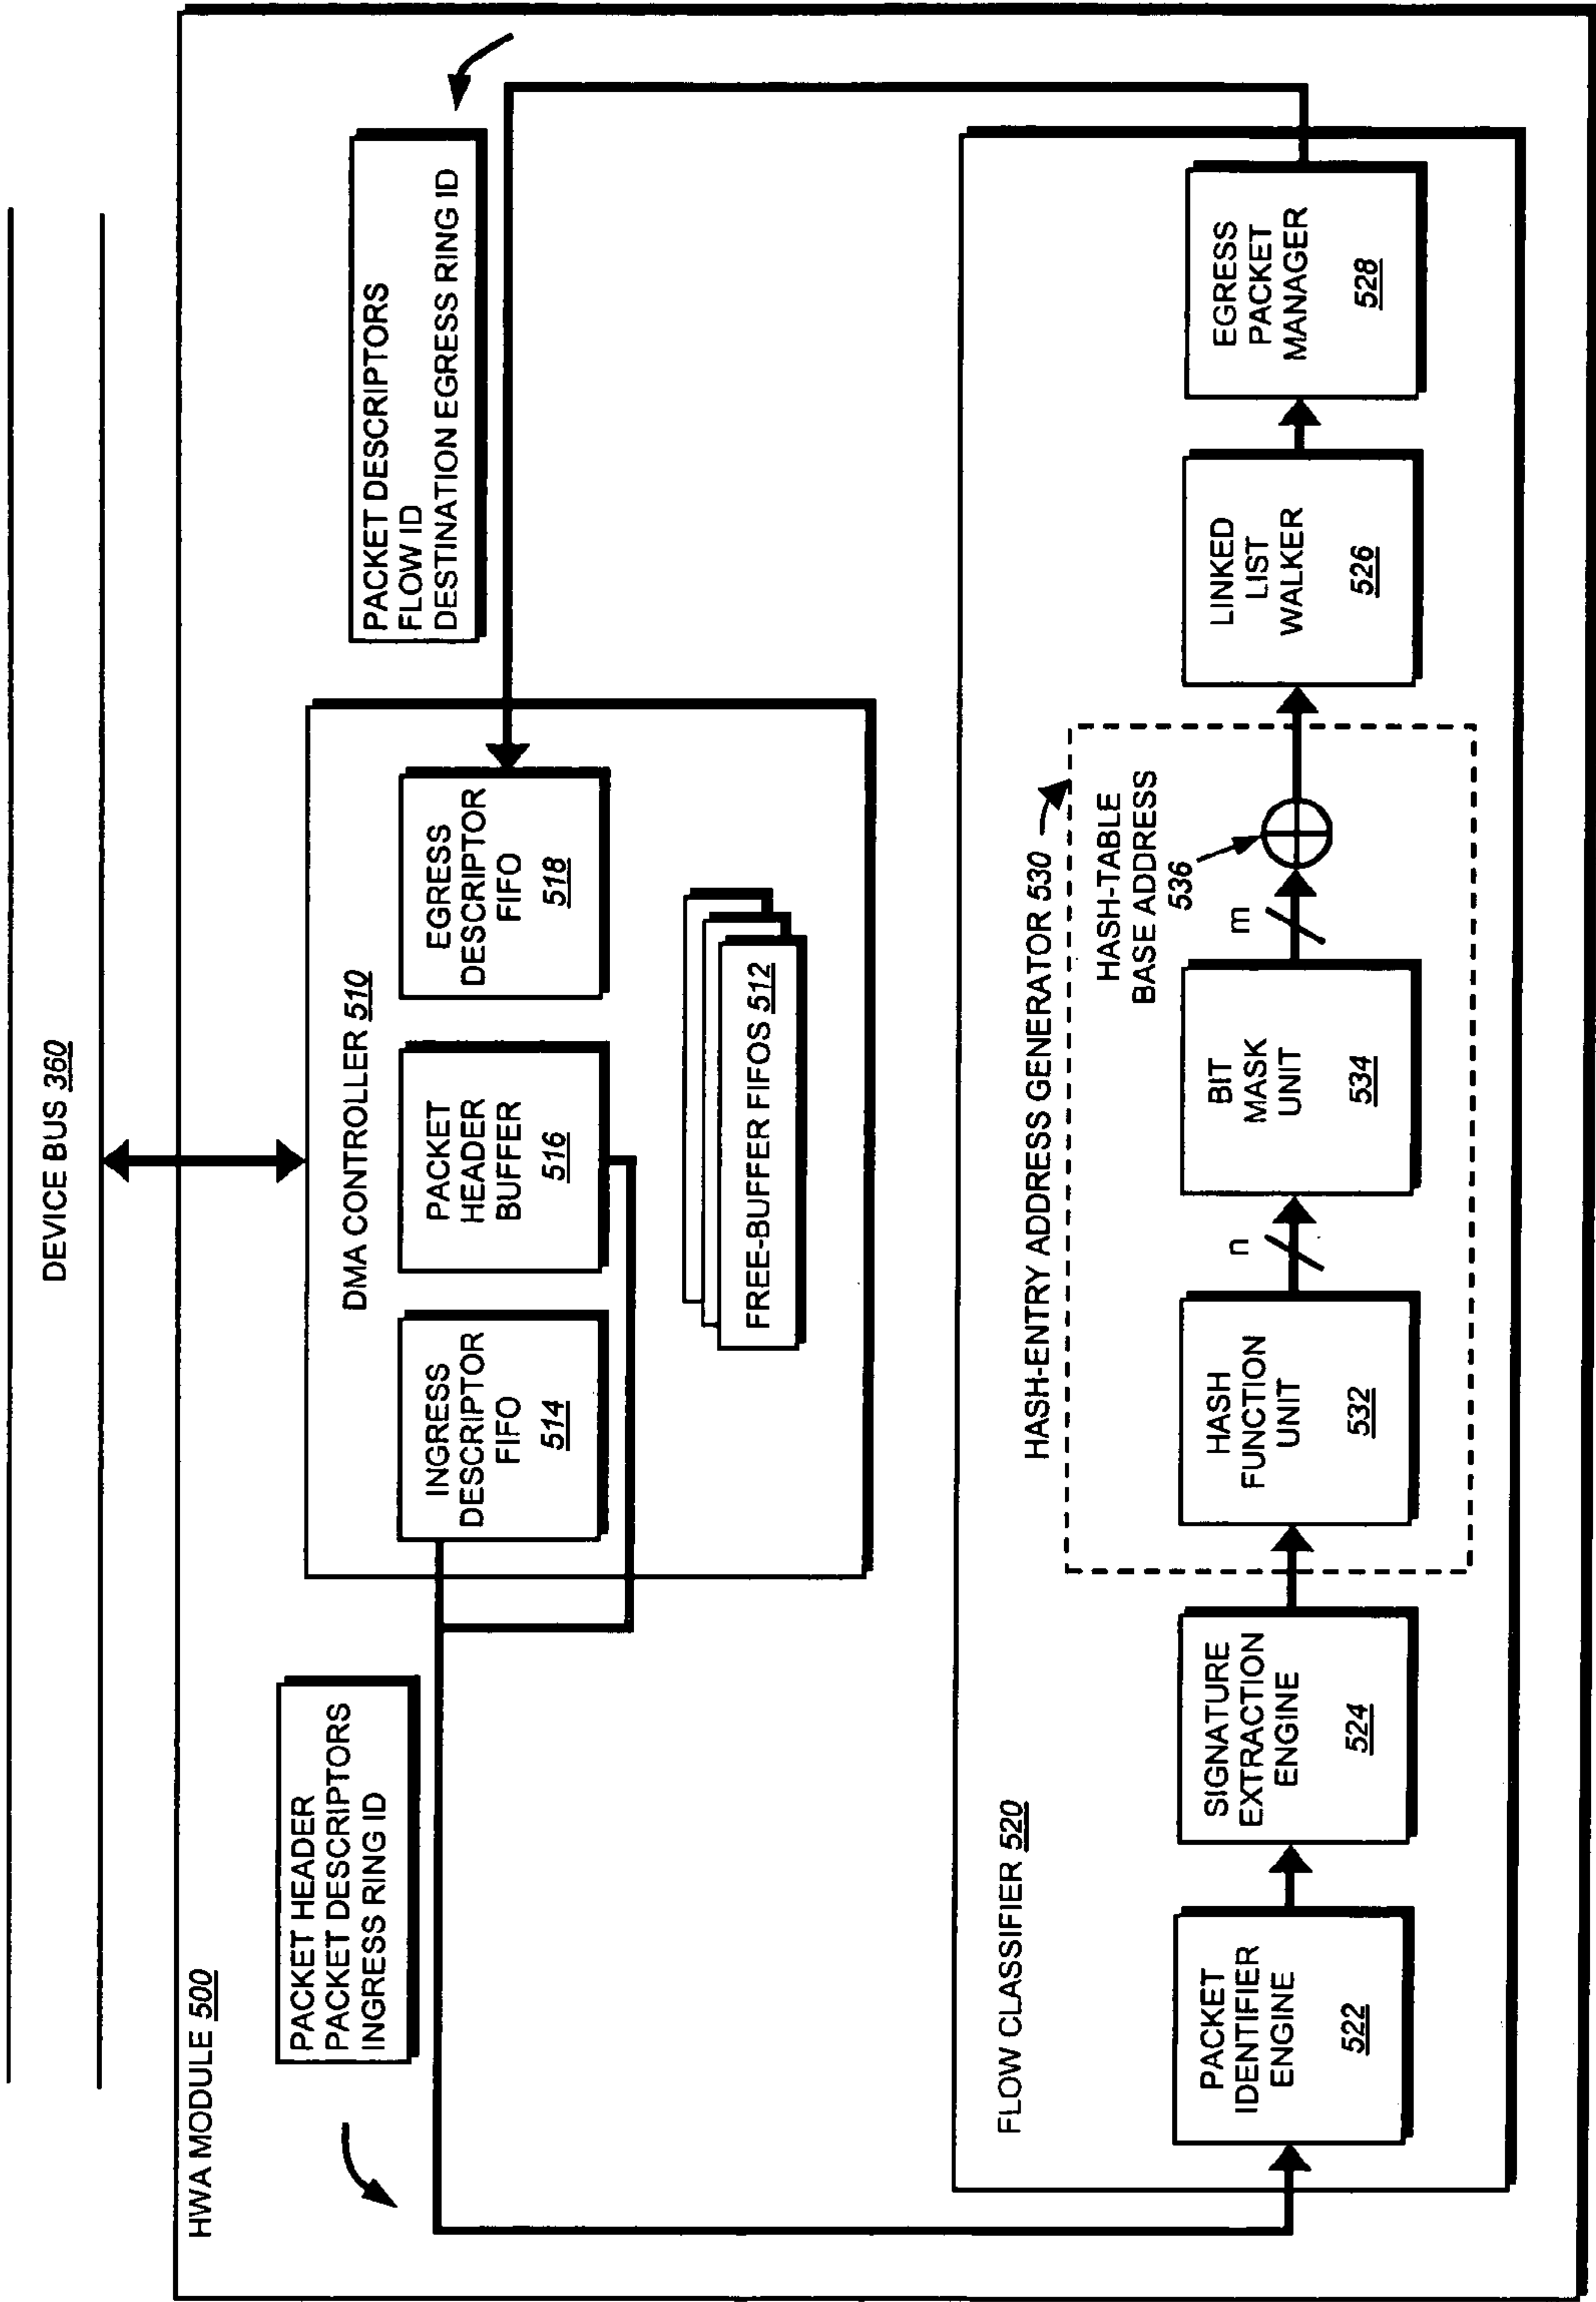 DEVICE BUS 360
HWA MODULE 500
PACKET HEADER
PACKET DESCRIPTORS
INGRESS RING ID
DMA CONTROLLER 510
INGRESS
DESCRIPTOR
FIFO
514
PACKET
HEADER
BUFFER
516
EGRESS
DESCRIPTOR
FIFO
518
FREE-BUFFER FIFOS 512
PACKET DESCRIPTORS
FLOW ID
DESTINATION EGRESS RING ID
FLOW CLASSIFIER 520
HASH-ENTRY ADDRESS GENERATOR 530
PACKET
IDENTIFIER
ENGINE
522
SIGNATURE
EXTRACTION
ENGINE
524
HASH
FUNCTION
UNIT
532
n
BIT
MASK
UNIT
534
m
HASH-TABLE
BASE ADDRESS
536
LINKED
LIST
WALKER
526
EGRESS
PACKET
MANAGER
528